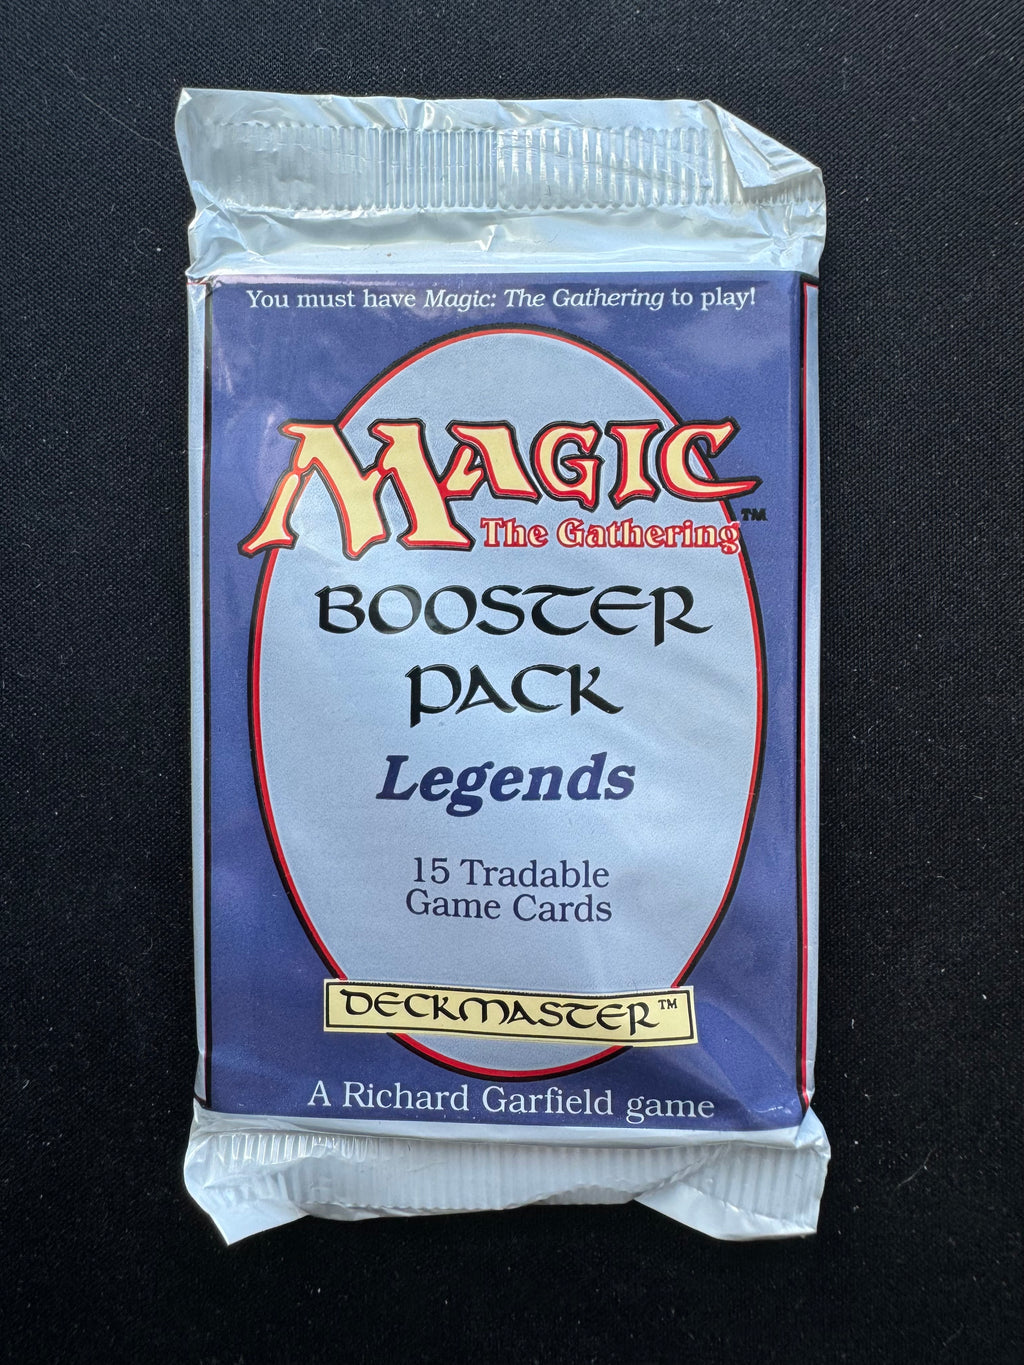 You must have Magic: The Gathering to play!
MAGIC
The Gathering™
BOOSTER
PACK
Legends
15 Tradable
Game Cards
DECKMASTER™
A Richard Garfield game